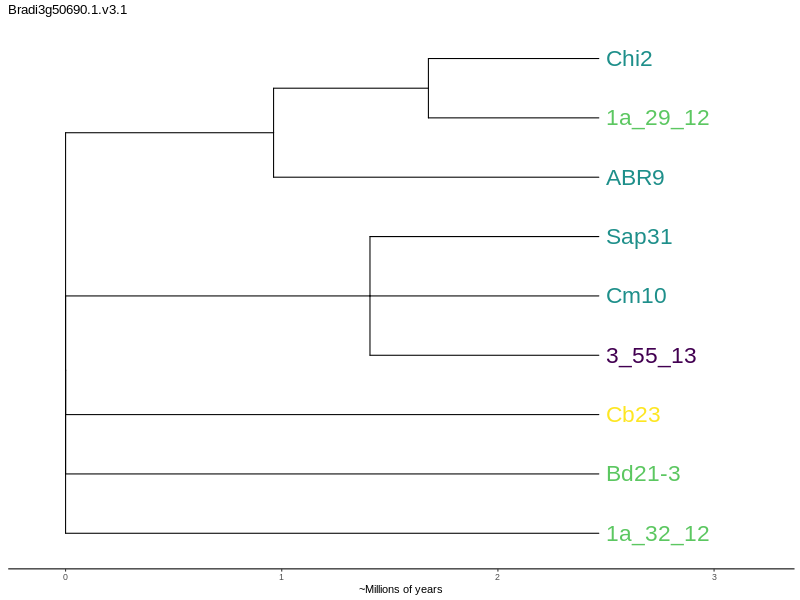 Bradi3g50690.1.v3.1
Chi2
1a_29_12
ABR9
Sap31
Cm10
3_55_13
Cb23
Bd21-3
1a_32_12
0 1 2 3
~Millions of years